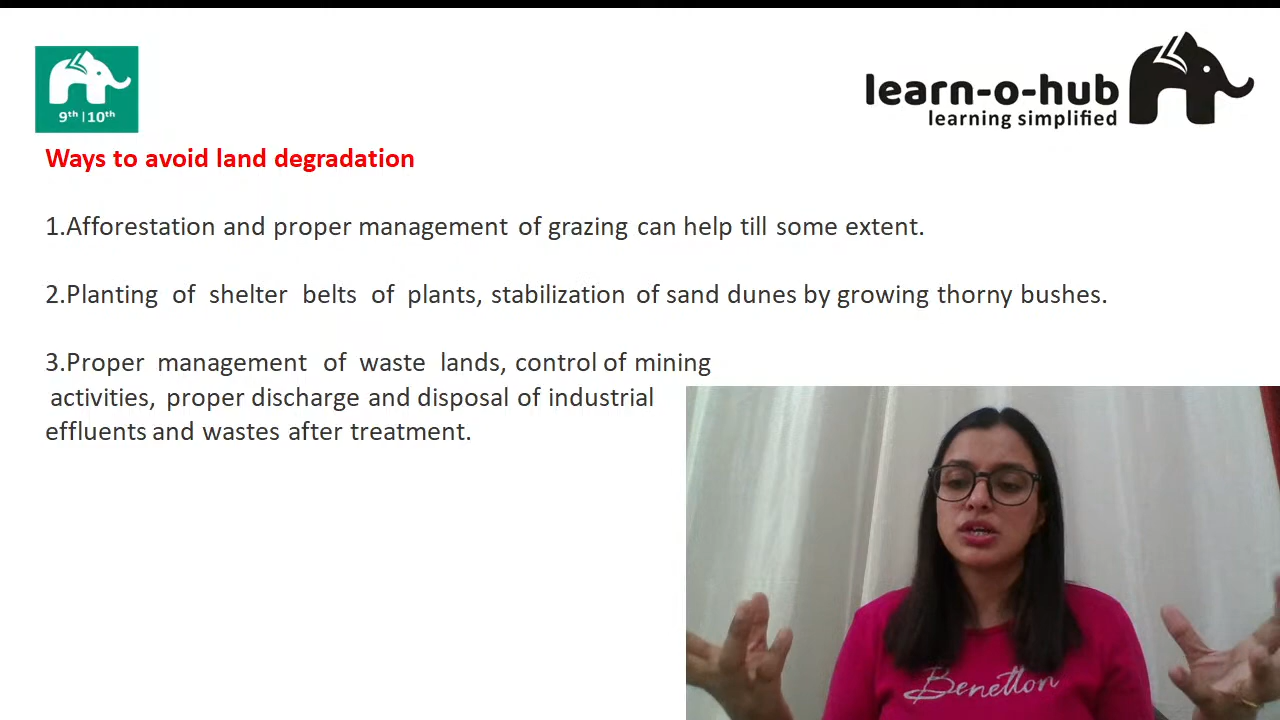 learn-o-hub
learning simplified
9th | 10th
Ways to avoid land degradation
1.Afforestation and proper management of grazing can help till some extent.
2.Planting of shelter belts of plants, stabilization of sand dunes by growing thorny bushes.
3.Proper management of waste lands, control of mining
activities, proper discharge and disposal of industrial
effluents and wastes after treatment.
Benetton